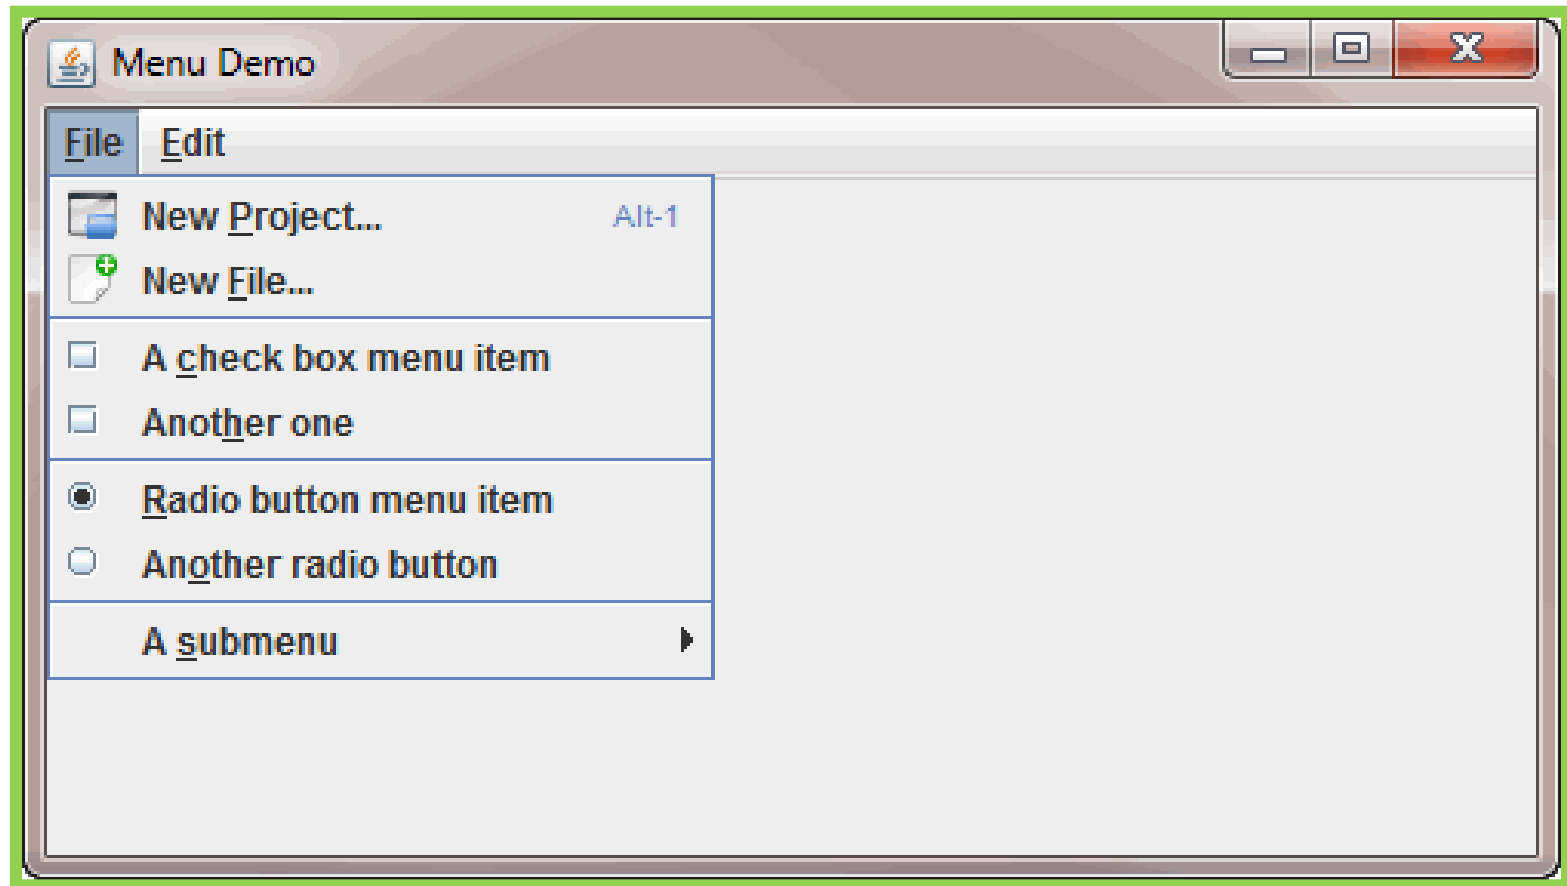 Menu Demo
File Edit
New Project... Alt-1
New File...
A check box menu item
Another one
Radio button menu item
Another radio button
A submenu